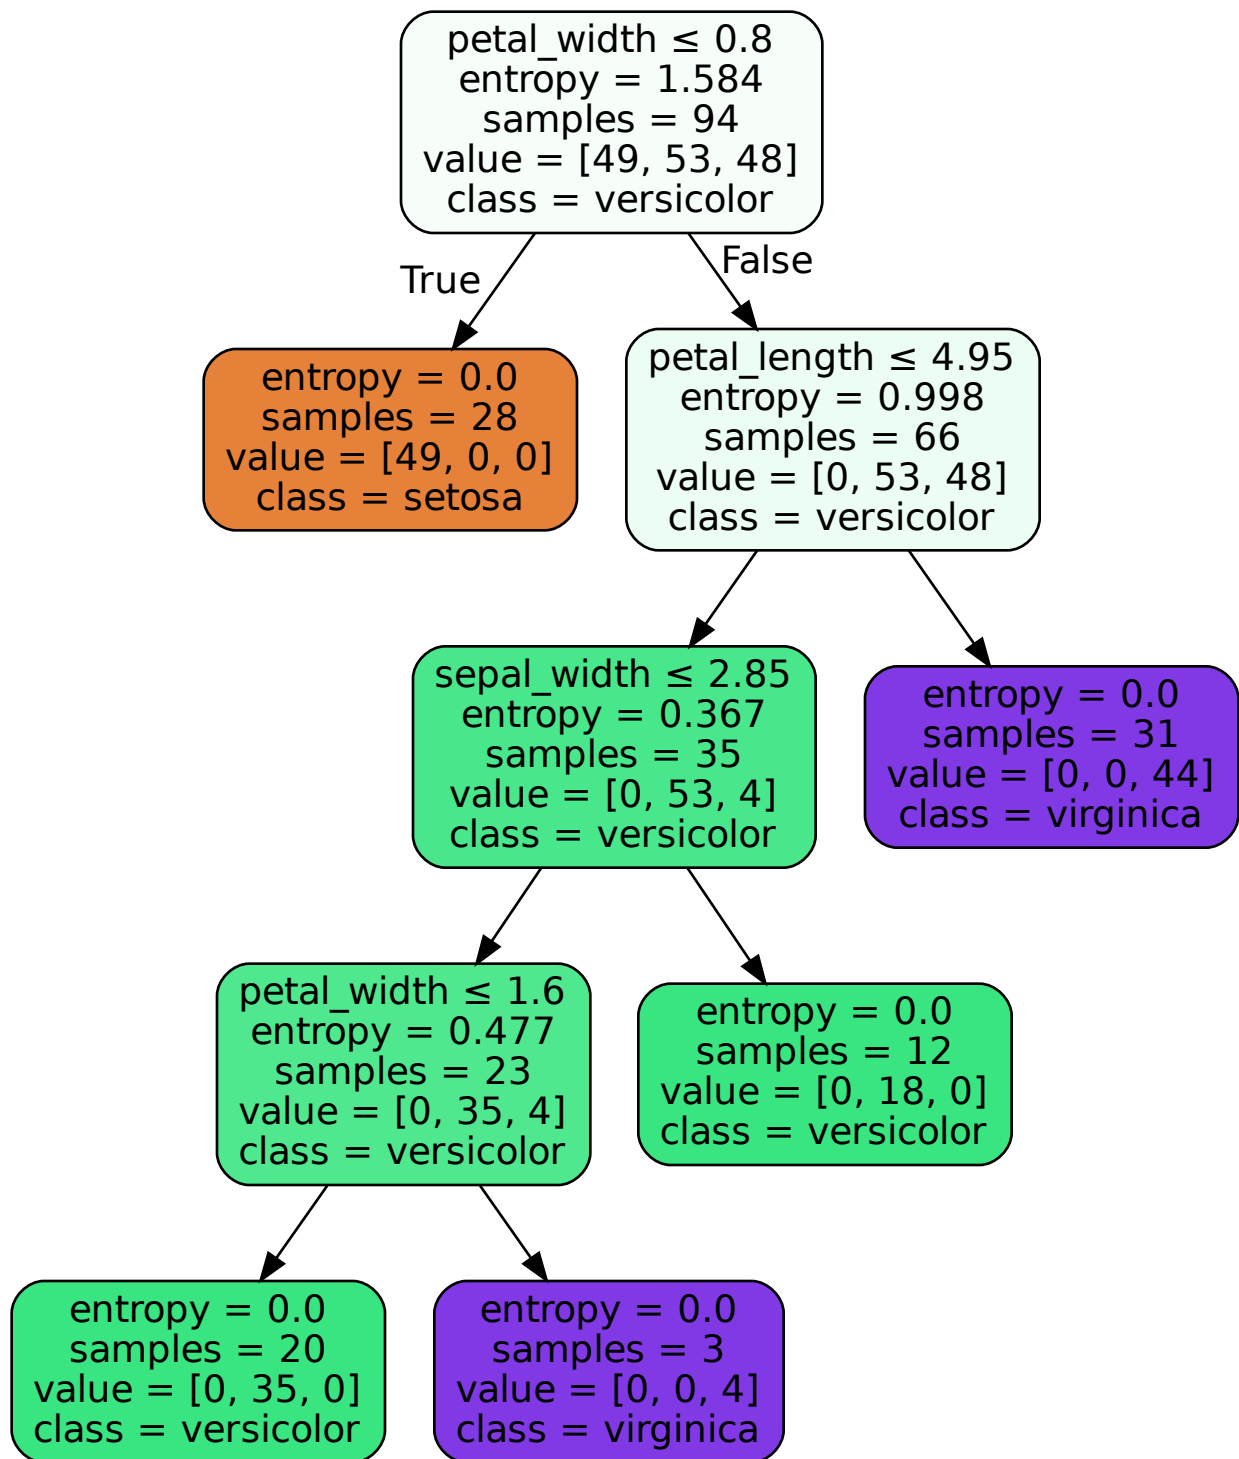 petal_width ≤ 0.8
entropy = 1.584
samples = 94
value = [49, 53, 48]
class = versicolor
True
False
entropy = 0.0
samples = 28
value = [49, 0, 0]
class = setosa
petal_length ≤ 4.95
entropy = 0.998
samples = 66
value = [0, 53, 48]
class = versicolor
sepal_width ≤ 2.85
entropy = 0.367
samples = 35
value = [0, 53, 4]
class = versicolor
entropy = 0.0
samples = 31
value = [0, 0, 44]
class = virginica
petal_width ≤ 1.6
entropy = 0.477
samples = 23
value = [0, 35, 4]
class = versicolor
entropy = 0.0
samples = 12
value = [0, 18, 0]
class = versicolor
entropy = 0.0
samples = 20
value = [0, 35, 0]
class = versicolor
entropy = 0.0
samples = 3
value = [0, 0, 4]
class = virginica